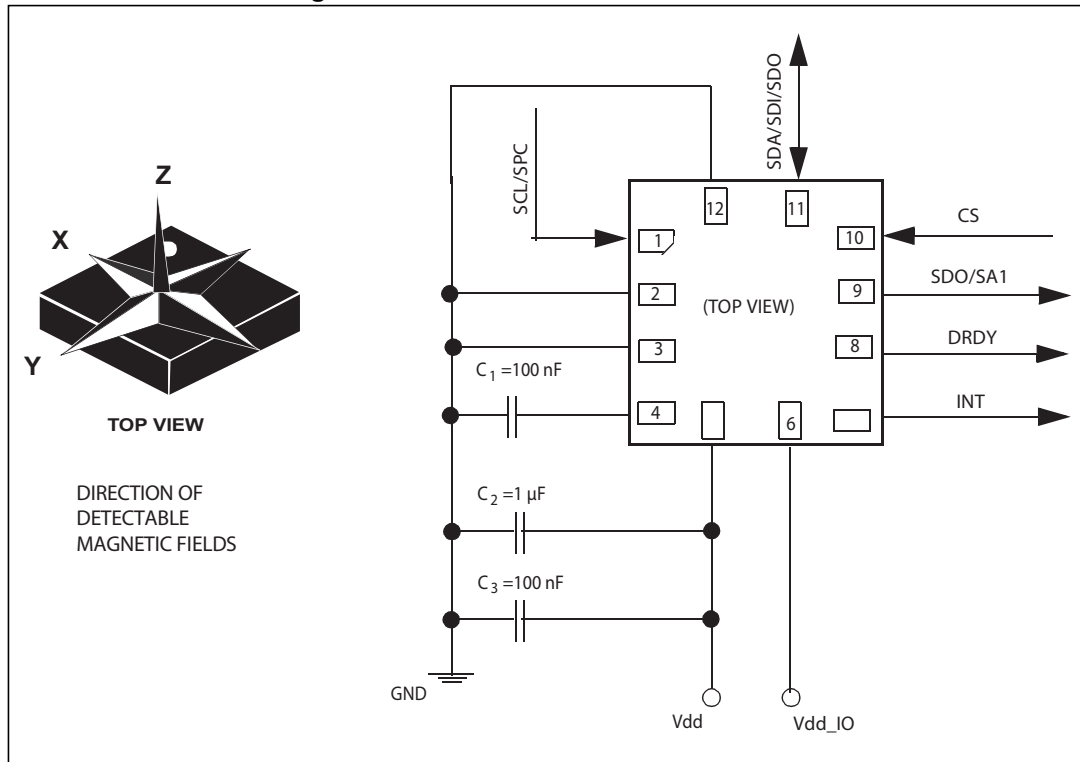 Z
X
Y
TOP VIEW
DIRECTION OF
DETECTABLE
MAGNETIC FIELDS
SCL/SPC
SDA/SDI/SDO
12
11
1
10
CS
2
9
SDO/SA1
(TOP VIEW)
3
8
DRDY
C1 =100 nF
4
6
INT
C2 =1 µF
C3 =100 nF
GND
Vdd
Vdd_IO